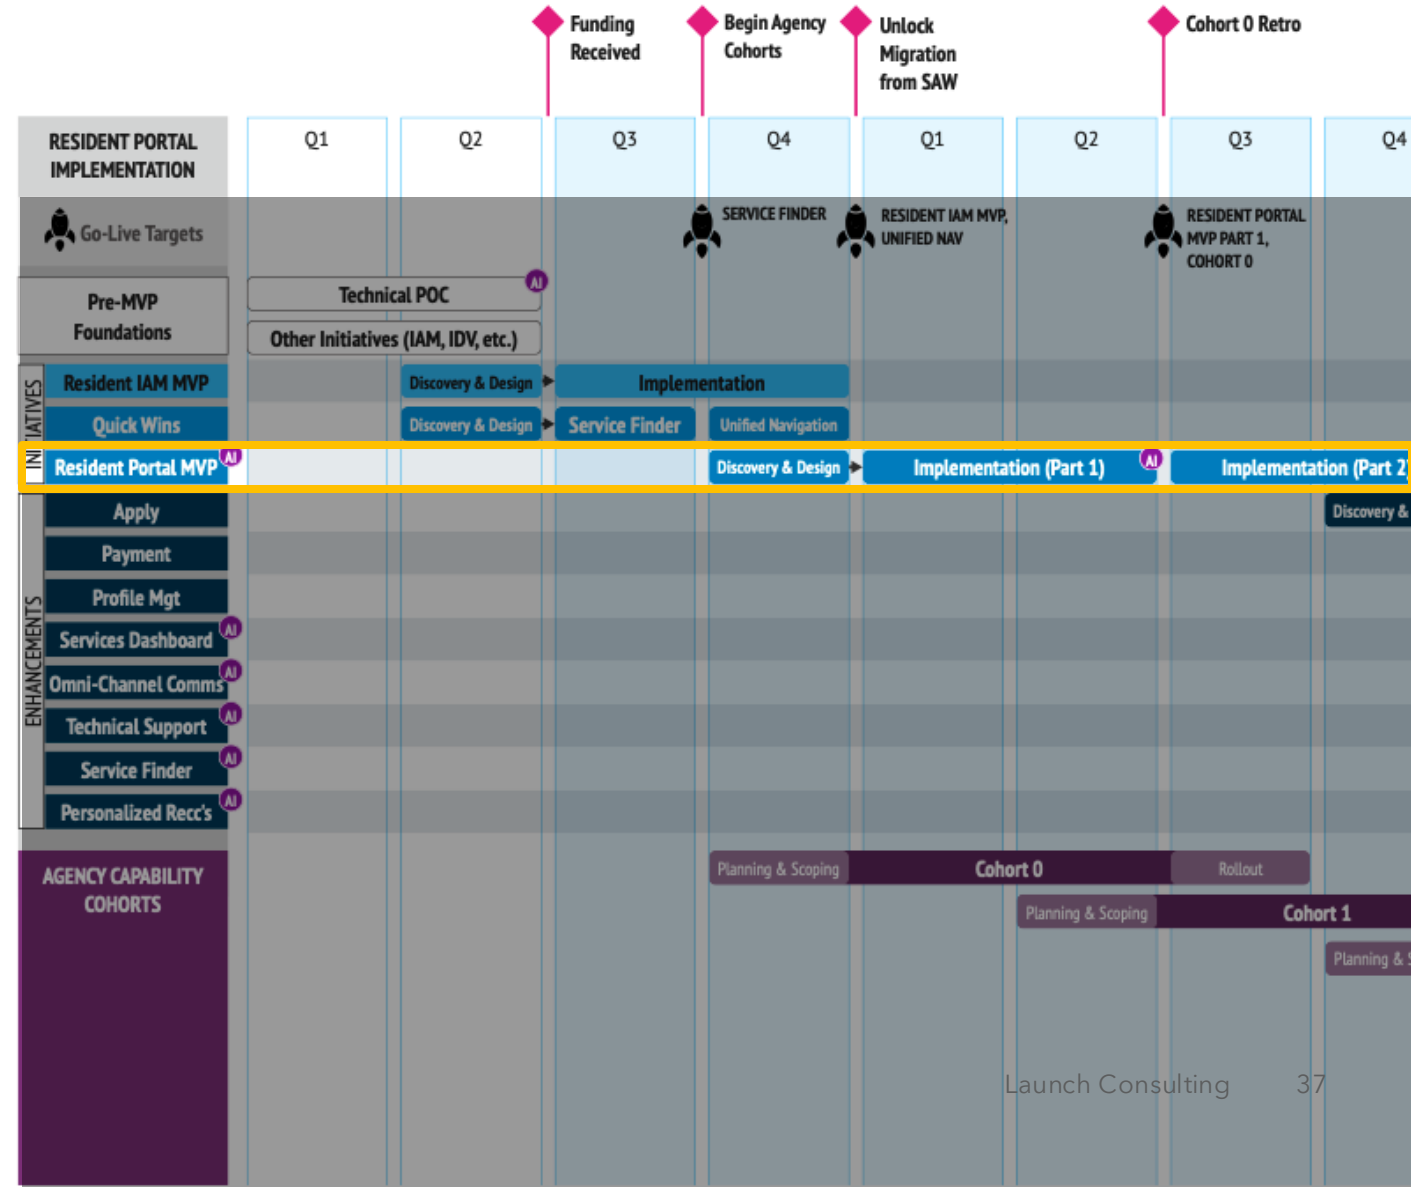 Funding
Received
Begin Agency
Cohorts
Unlock
Migration
from SAW
Cohort 0 Retro
RESIDENT PORTAL
IMPLEMENTATION
Q1
Q2
Q3
Q4
Q1
Q2
Q3
Q4
Go-Live Targets
SERVICE FINDER
RESIDENT IAM MVP,
UNIFIED NAV
RESIDENT PORTAL
MVP PART 1,
COHORT 0
Pre-MVP
Foundations
Technical POC
AI
Other Initiatives (IAM, IDV, etc.)
INITIATIVES
Resident IAM MVP
Discovery & Design
Implementation
Quick Wins
Discovery & Design
Service Finder
Unified Navigation
Resident Portal MVP
AI
Discovery & Design
Implementation (Part 1)
AI
Implementation (Part 2)
ENHANCEMENTS
Apply
Discovery &
Payment
Profile Mgt
Services Dashboard
AI
Omni-Channel Comms
AI
Technical Support
AI
Service Finder
AI
Personalized Recc's
AI
AGENCY CAPABILITY
COHORTS
Planning & Scoping
Cohort 0
Rollout
Planning & Scoping
Cohort 1
Planning &
Launch Consulting 37